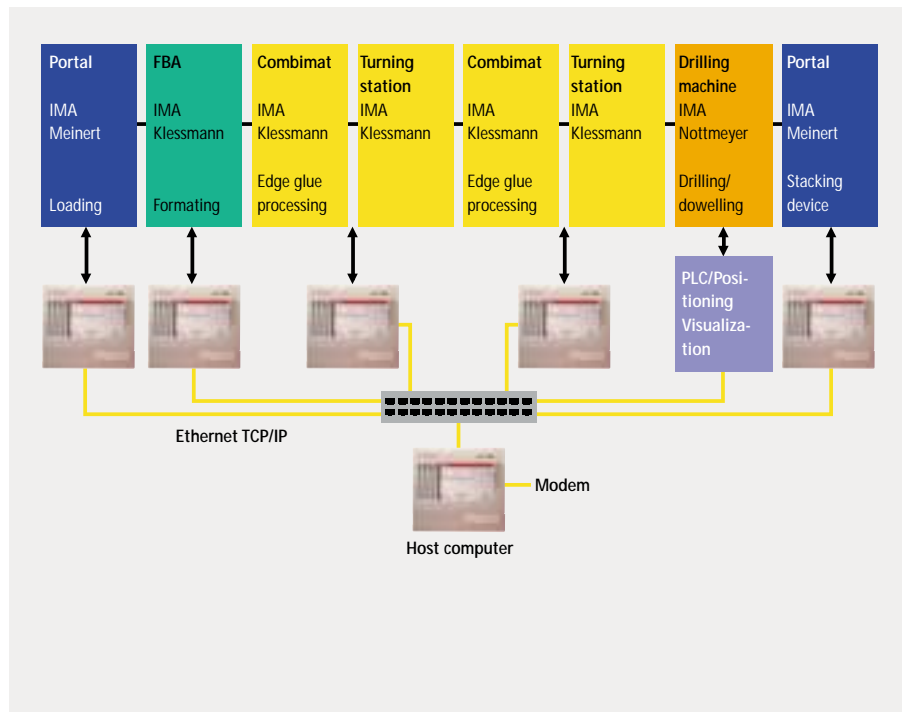 Portal
IMA
Meinert
Loading
FBA
IMA
Klessmann
Formating
Combimat
IMA
Klessmann
Edge glue
processing
Turning
station
IMA
Klessmann
Combimat
IMA
Klessmann
Edge glue
processing
Turning
station
IMA
Klessmann
Drilling
machine
IMA
Nottmeyer
Drilling/
dowelling
Portal
IMA
Meinert
Stacking
device
PLC/Posi-
tioning
Visualiza-
tion
Ethernet TCP/IP
Modem
Host computer